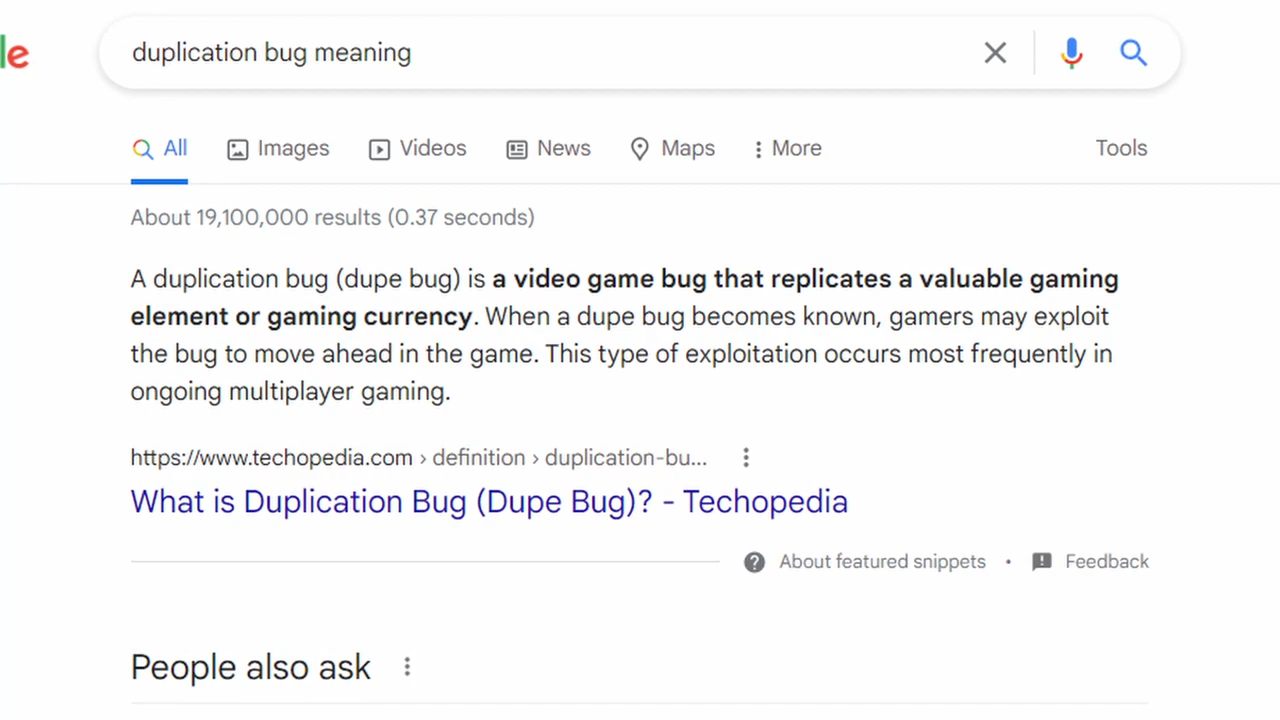 le
duplication bug meaning
All Images Videos News Maps More Tools
About 19,100,000 results (0.37 seconds)
A duplication bug (dupe bug) is a video game bug that replicates a valuable gaming
element or gaming currency. When a dupe bug becomes known, gamers may exploit
the bug to move ahead in the game. This type of exploitation occurs most frequently in
ongoing multiplayer gaming.
https://www.techopedia.com › definition › duplication-bu...
What is Duplication Bug (Dupe Bug)? - Techopedia
About featured snippets • Feedback
People also ask